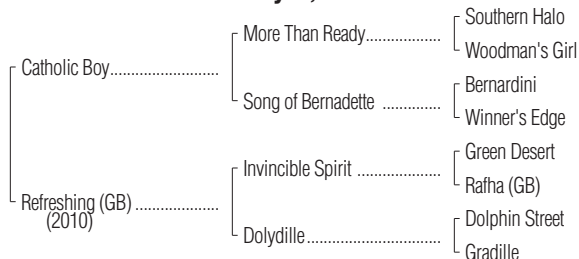 Southern Halo
More Than Ready..................
Woodman's Girl
Catholic Boy........................
Bernardini
Song of Bernadette ..............
Winner's Edge
Green Desert
Invincible Spirit ....................
Rafha (GB)
Refreshing (GB) ..................
(2010)
Dolphin Street
Dolydille................................
Gradille